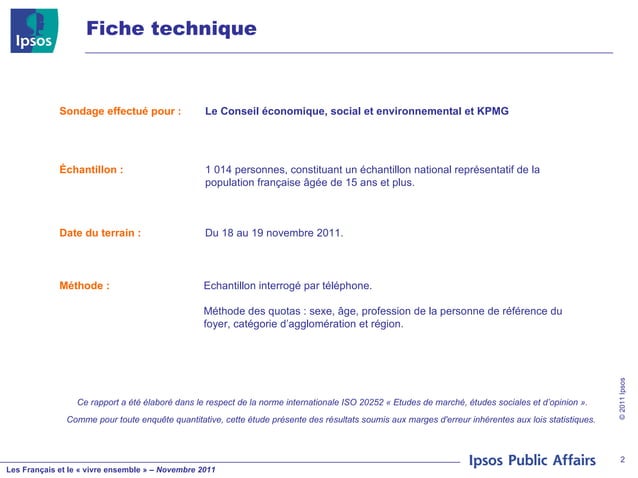 Ipsos
Fiche technique
Sondage effectué pour :
Le Conseil économique, social et environnemental et KPMG
Échantillon :
1 014 personnes, constituant un échantillon national représentatif de la
population française âgée de 15 ans et plus.
Date du terrain :
Du 18 au 19 novembre 2011.
Méthode :
Echantillon interrogé par téléphone.
Méthode des quotas : sexe, âge, profession de la personne de référence du
foyer, catégorie d’agglomération et région.
Ce rapport a été élaboré dans le respect de la norme internationale ISO 20252 « Etudes de marché, études sociales et d’opinion ».
Comme pour toute enquête quantitative, cette étude présente des résultats soumis aux marges d'erreur inhérentes aux lois statistiques.
© 2011 Ipsos
Ipsos Public Affairs
2
Les Français et le « vivre ensemble » – Novembre 2011